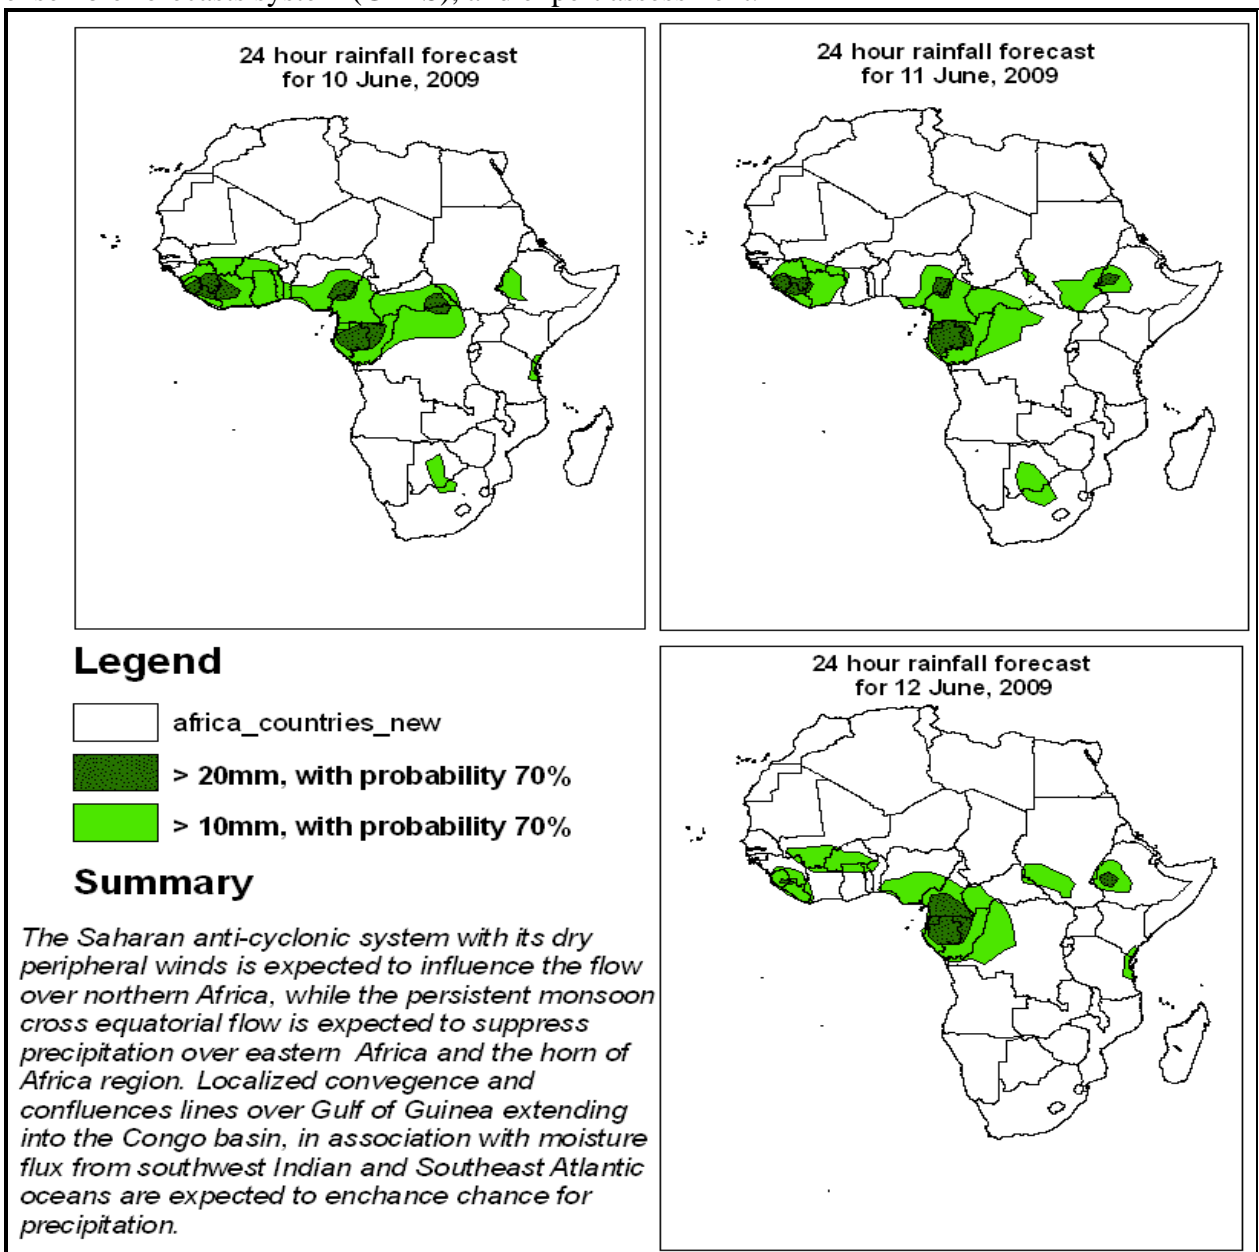 24 hour rainfall forecast
for 10 June, 2009
24 hour rainfall forecast
for 11 June, 2009
Legend
africa_countries_new
> 20mm, with probability 70%
> 10mm, with probability 70%
24 hour rainfall forecast
for 12 June, 2009
Summary
The Saharan anti-cyclonic system with its dry
peripheral winds is expected to influence the flow
over northern Africa, while the persistent monsoon
cross equatorial flow is expected to suppress
precipitation over eastern Africa and the horn of
Africa region. Localized convegence and
confluences lines over Gulf of Guinea extending
into the Congo basin, in association with moisture
flux from southwest Indian and Southeast Atlantic
oceans are expected to enchance chance for
precipitation.